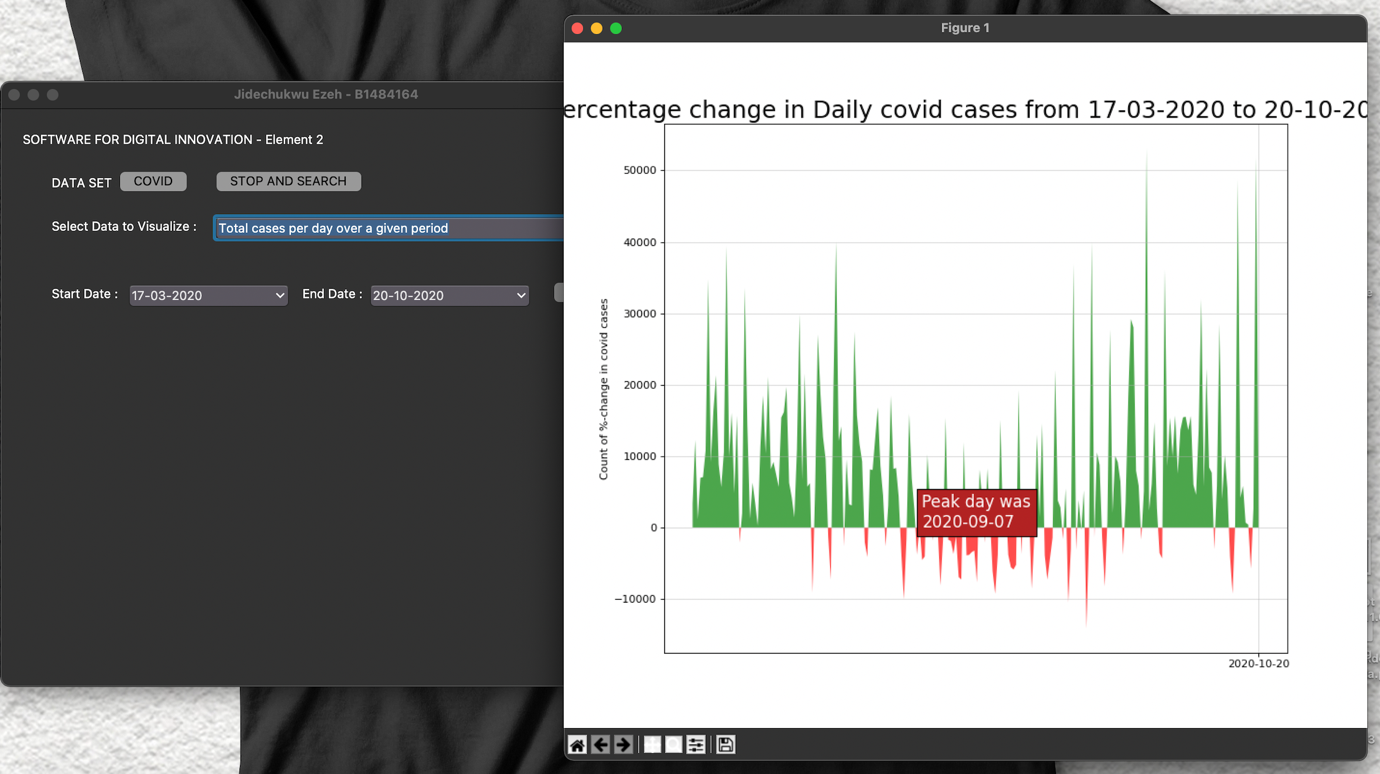 Jidechukwu Ezeh - B1484164
SOFTWARE FOR DIGITAL INNOVATION - Element 2
DATA SET COVID STOP AND SEARCH
Select Data to Visualize : Total cases per day over a given period
Start Date : 17-03-2020 End Date : 20-10-2020
Figure 1
ercentage change in Daily covid cases from 17-03-2020 to 20-10-20
Count of %-change in covid cases
50000
40000
30000
20000
10000
0
−10000
Peak day was
2020-09-07
2020-10-20